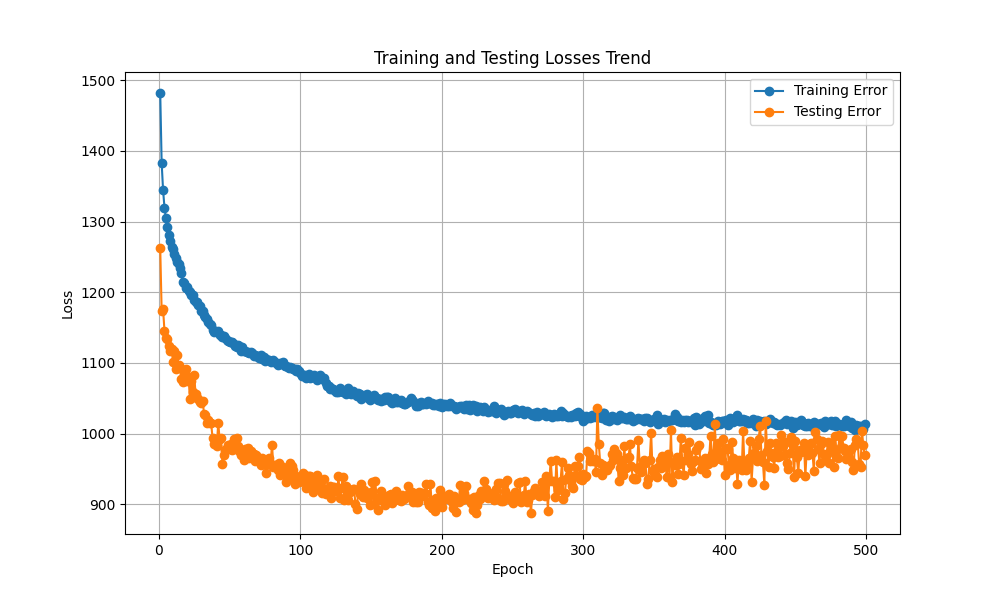 Training and Testing Losses Trend
Training Error
Testing Error
1500
1400
1300
1200
1100
1000
900
Loss
0 100 200 300 400 500
Epoch